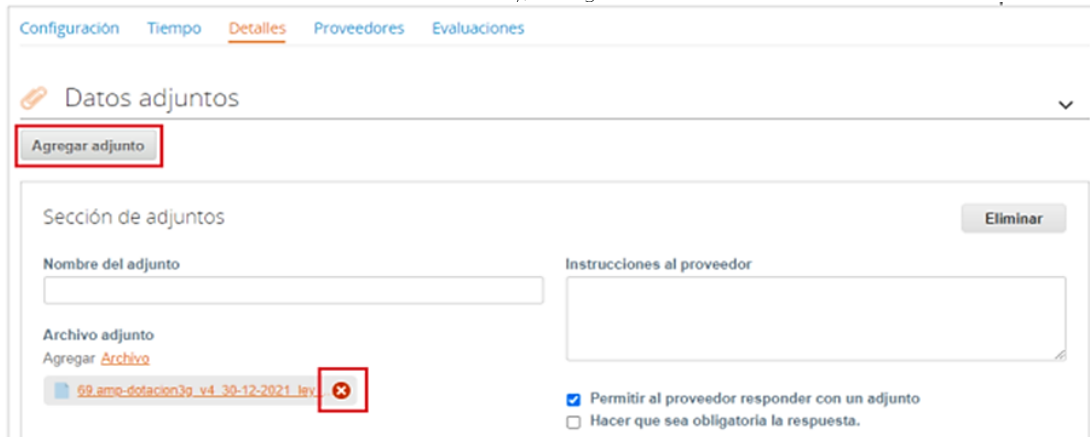 Configuración Tiempo Detalles Proveedores Evaluaciones
Datos adjuntos
Agregar adjunto
Sección de adjuntos
Eliminar
Nombre del adjunto
Instrucciones al proveedor
Archivo adjunto
Agregar Archivo
69.amp-dotacion3g_v4_30-12-2021_ley...
Permitir al proveedor responder con un adjunto
Hacer que sea obligatoria la respuesta.